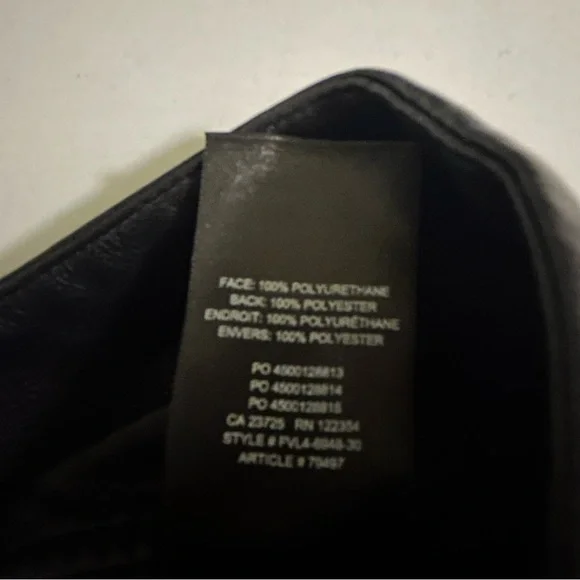 FACE: 100% POLYURETHANE
BACK: 100% POLYESTER
ENDROIT: 100% POLYURÉTHANE
ENVERS: 100% POLYESTER
PO 4500128813
PO 4500128814
PO 4500128815
CA 23725 RN 122354
STYLE # PVL4-6948-30
ARTICLE # 79497